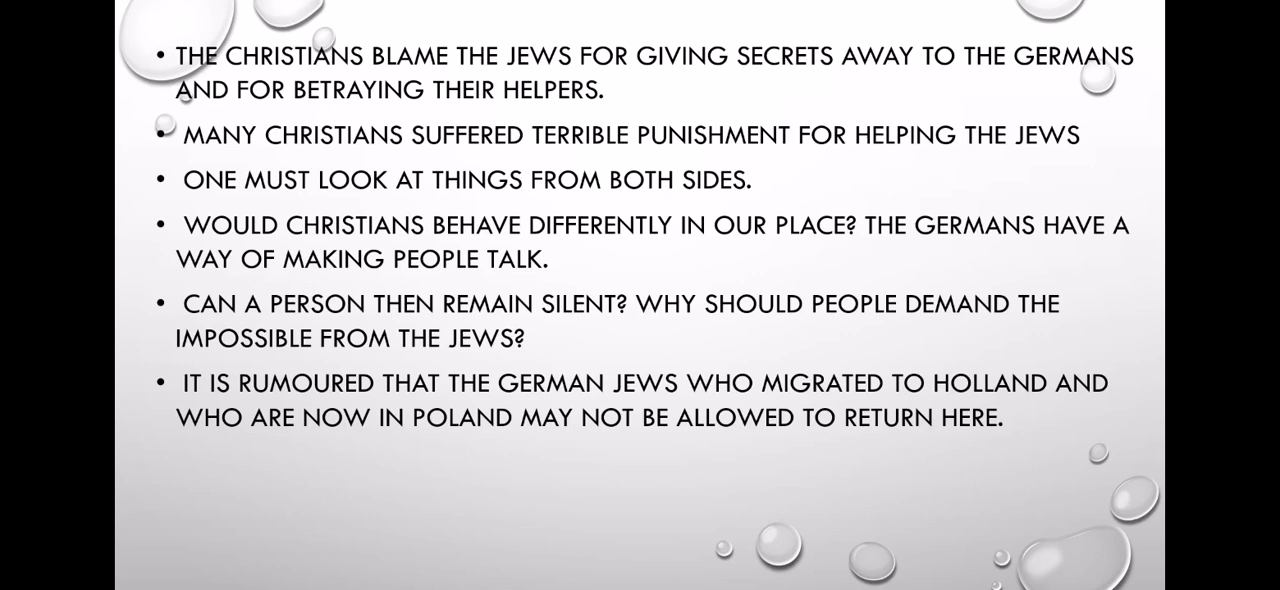 • THE CHRISTIANS BLAME THE JEWS FOR GIVING SECRETS AWAY TO THE GERMANS
AND FOR BETRAYING THEIR HELPERS.
• MANY CHRISTIANS SUFFERED TERRIBLE PUNISHMENT FOR HELPING THE JEWS
• ONE MUST LOOK AT THINGS FROM BOTH SIDES.
• WOULD CHRISTIANS BEHAVE DIFFERENTLY IN OUR PLACE? THE GERMANS HAVE A
WAY OF MAKING PEOPLE TALK.
• CAN A PERSON THEN REMAIN SILENT? WHY SHOULD PEOPLE DEMAND THE
IMPOSSIBLE FROM THE JEWS?
• IT IS RUMOURED THAT THE GERMAN JEWS WHO MIGRATED TO HOLLAND AND
WHO ARE NOW IN POLAND MAY NOT BE ALLOWED TO RETURN HERE.